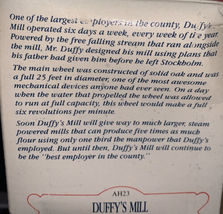 One of the largest employers in the county, Duffy's
Mill operated six days a week, every week of the year.
Powered by the free falling stream that ran alongside
the mill, Mr. Duffy designed his mill using plans that
his father had given him before he left Stockholm.
The main wheel was constructed of solid oak and was
a full 25 feet in diameter, one of the most awesome
mechanical devices anyone had ever seen. On a day
when the water that propelled the wheel was allowed
to run at full capacity, this wheel would make a full
six revolutions per minute.
Soon Duffy's Mill will give way to much larger, steam
powered mills that can produce five times as much
flour using only one third the manpower that Duffy's
employed. But until then, Duffy's Mill will continue to
be the "best employer in the county."
AH23
DUFFY'S MILL